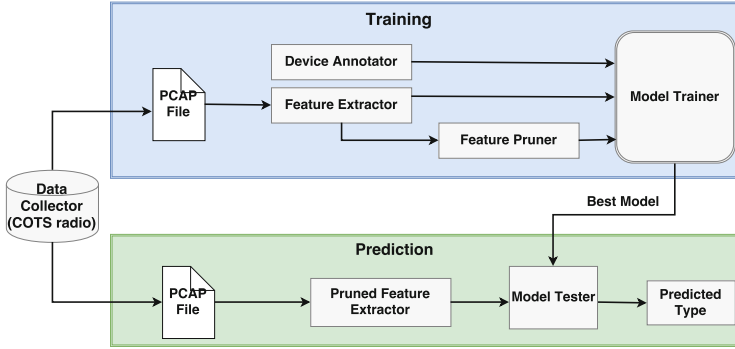 Training
Device Annotator
PCAP
File
Feature Extractor
Model Trainer
Feature Pruner
Data
Collector
(COTS radio)
Best Model
Prediction
PCAP
File
Pruned Feature
Extractor
Model Tester
Predicted
Type